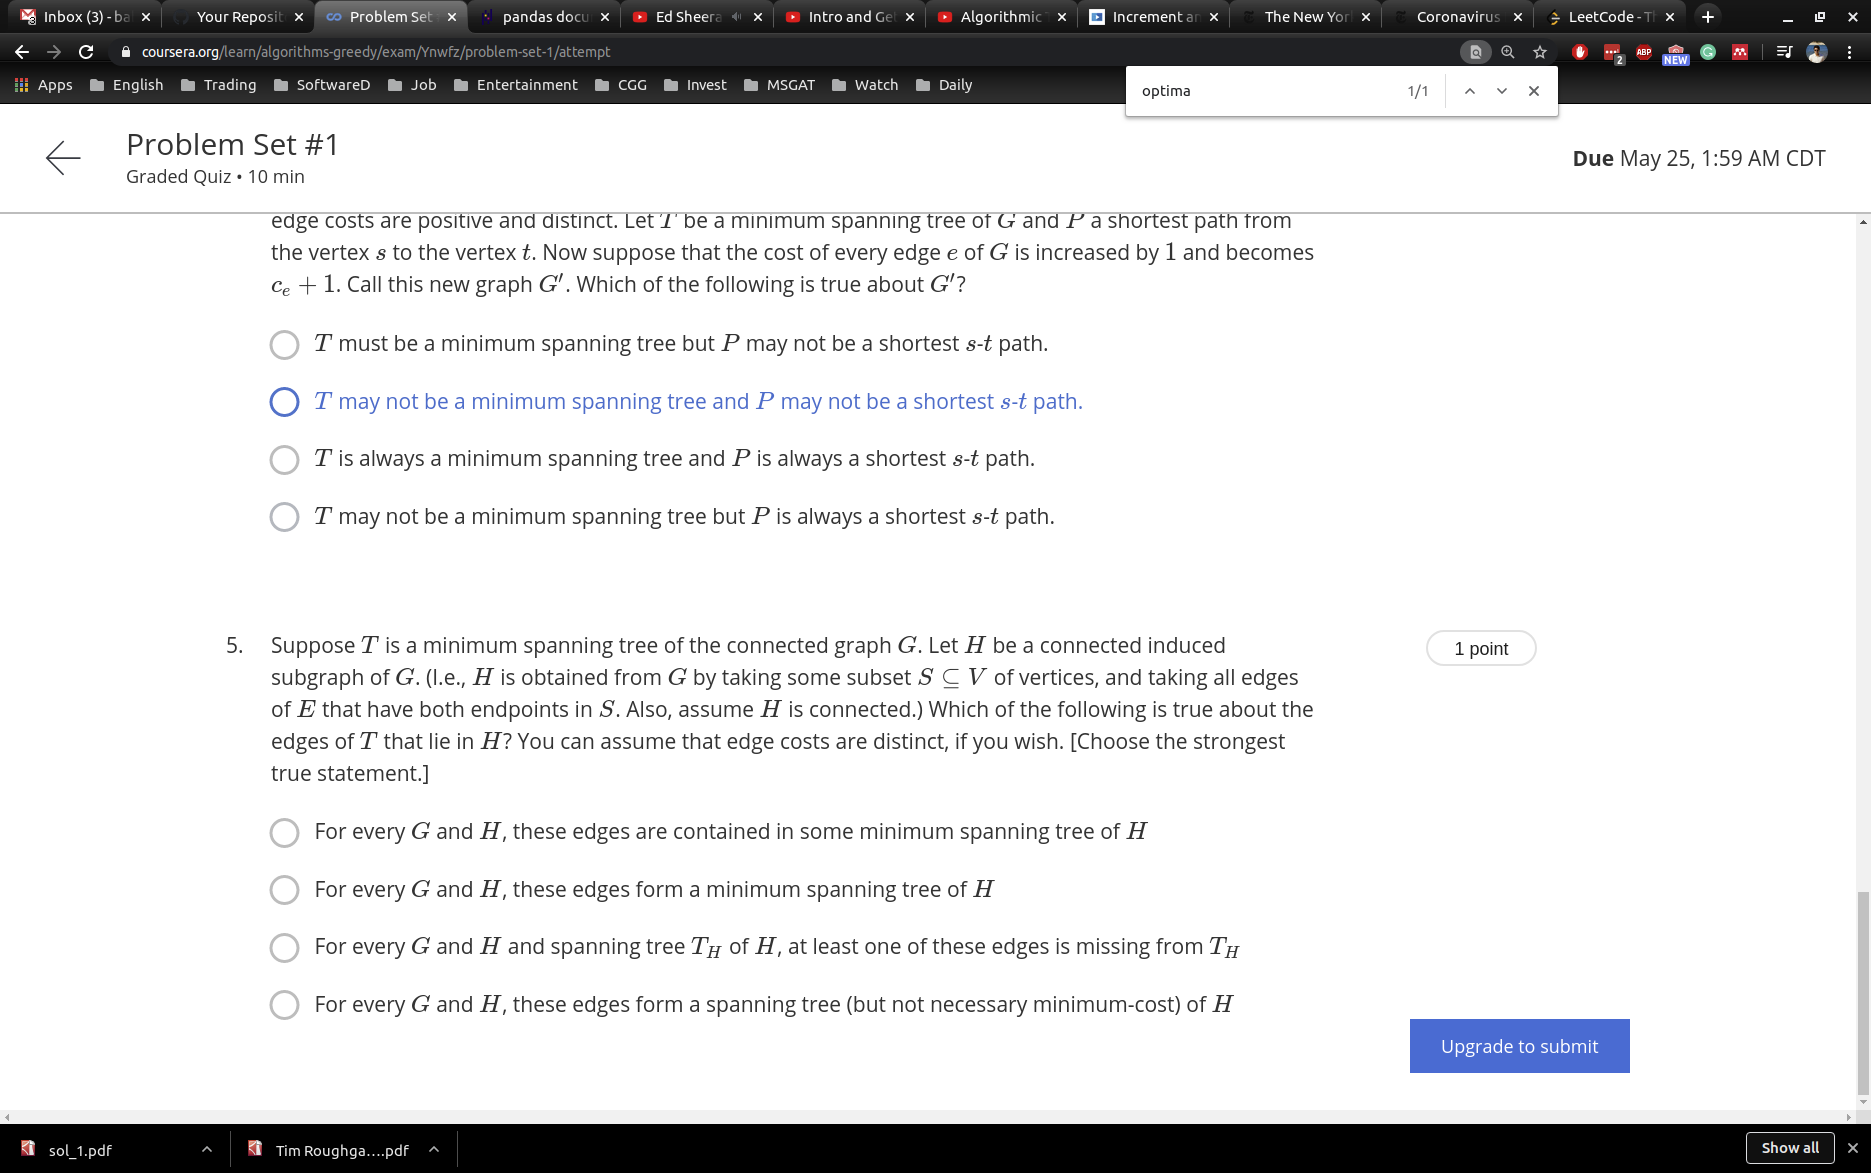 Inbox (3) - ba
Your Reposit
Problem Set
pandas docu
Ed Sheera
Intro and Ge
Algorithmic
Increment an
The New Yor
Coronavirus
LeetCode - T
coursera.org/learn/algorithms-greedy/exam/Ynwfz/problem-set-1/attempt
2
ABP
NEW
Apps
English
Trading
SoftwareD
Job
Entertainment
CGG
Invest
MSGAT
Watch
Daily
optima
1/1
Problem Set #1
Graded Quiz • 10 min
Due May 25, 1:59 AM CDT
edge costs are positive and distinct. Let T be a minimum spanning tree of G and P a shortest path from
the vertex s to the vertex t. Now suppose that the cost of every edge e of G is increased by 1 and becomes
cₑ + 1. Call this new graph G′. Which of the following is true about G′?
T must be a minimum spanning tree but P may not be a shortest s-t path.
T may not be a minimum spanning tree and P may not be a shortest s-t path.
T is always a minimum spanning tree and P is always a shortest s-t path.
T may not be a minimum spanning tree but P is always a shortest s-t path.
5.
Suppose T is a minimum spanning tree of the connected graph G. Let H be a connected induced
subgraph of G. (I.e., H is obtained from G by taking some subset S ⊆ V of vertices, and taking all edges
of E that have both endpoints in S. Also, assume H is connected.) Which of the following is true about the
edges of T that lie in H? You can assume that edge costs are distinct, if you wish. [Choose the strongest
true statement.]
1 point
For every G and H, these edges are contained in some minimum spanning tree of H
For every G and H, these edges form a minimum spanning tree of H
For every G and H and spanning tree T_H of H, at least one of these edges is missing from T_H
For every G and H, these edges form a spanning tree (but not necessary minimum-cost) of H
Upgrade to submit
sol_1.pdf
Tim Roughga....pdf
Show all